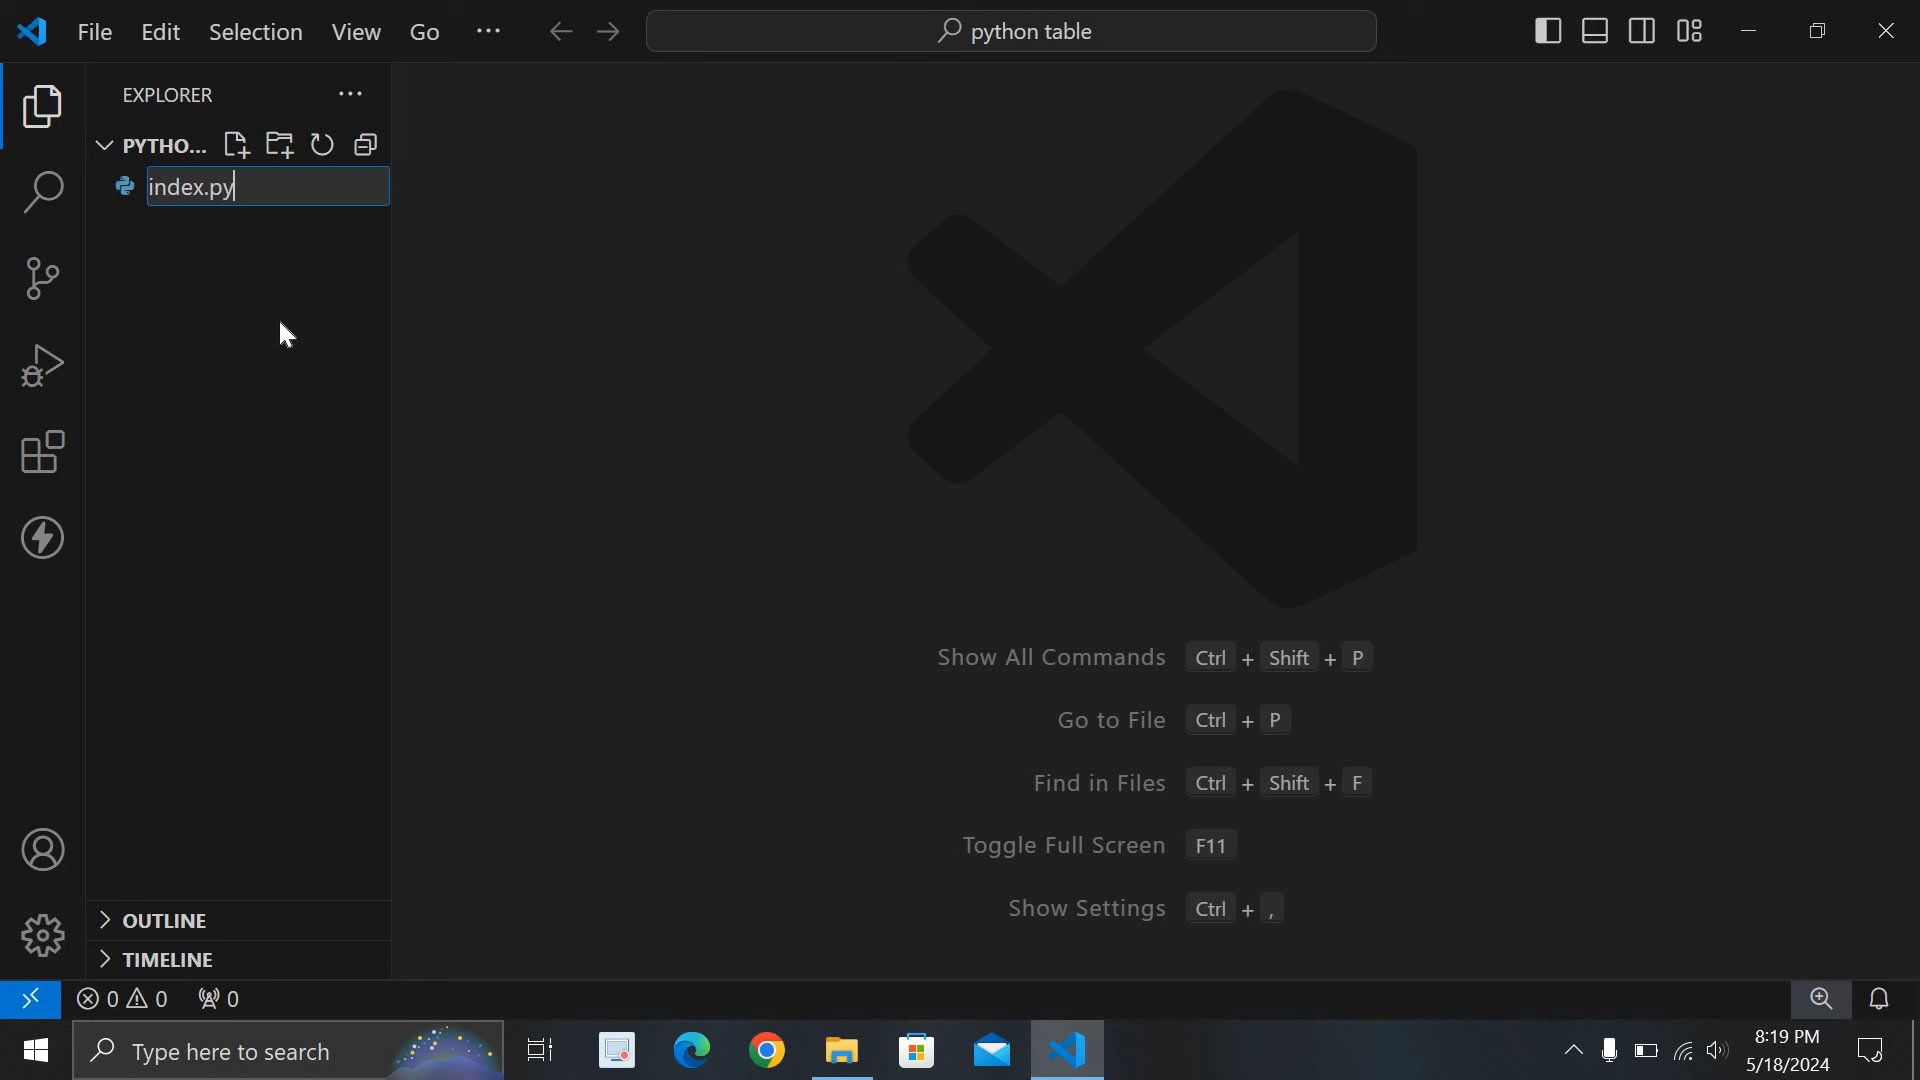 File Edit Selection View Go ··· python table
EXPLORER ···
PYTHO...
index.py
Show All Commands Ctrl + Shift + P
Go to File Ctrl + P
Find in Files Ctrl + Shift + F
Toggle Full Screen F11
Show Settings Ctrl + ,
OUTLINE
TIMELINE
0 0 0
Type here to search
8:19 PM
5/18/2024